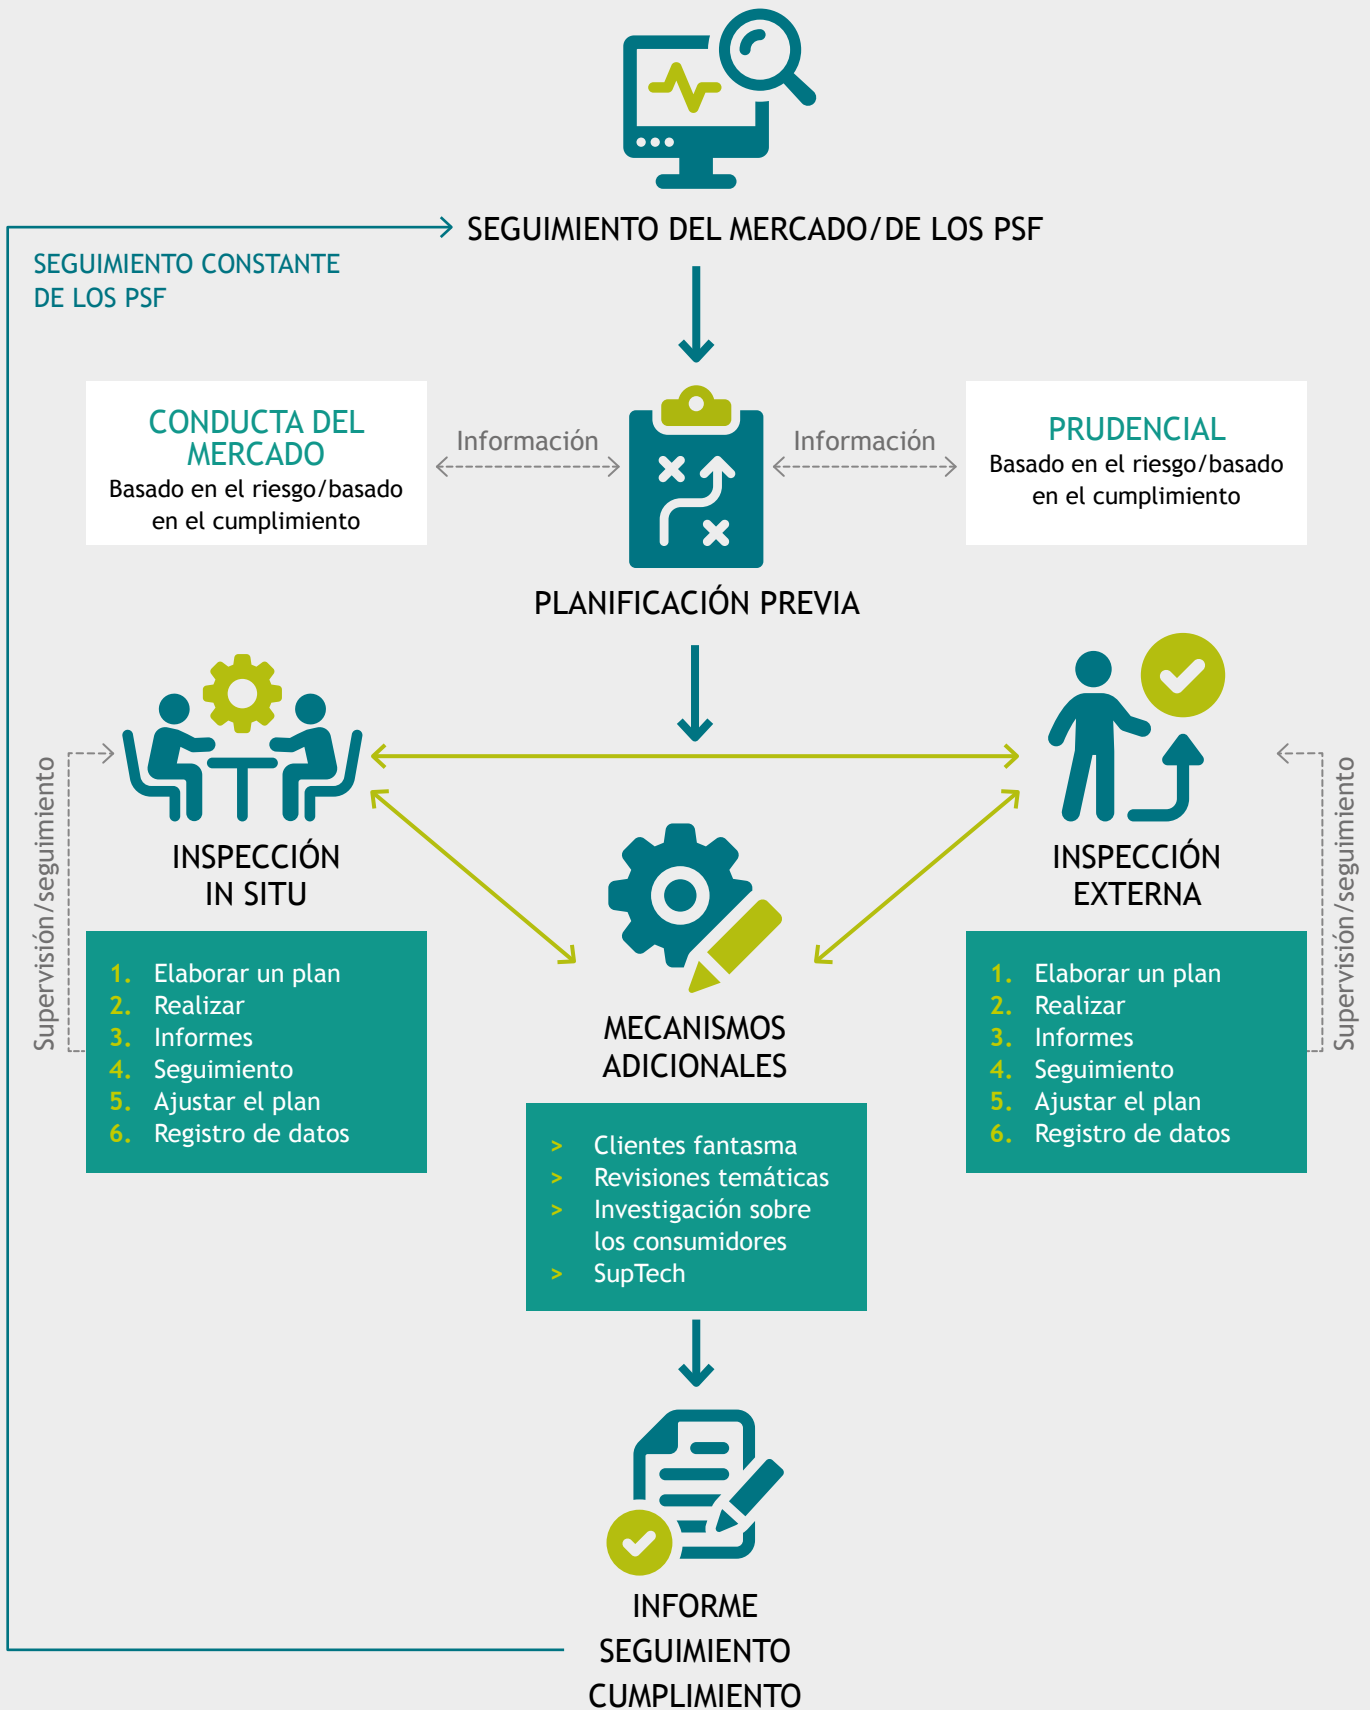 SEGUIMIENTO DEL MERCADO/DE LOS PSF
SEGUIMIENTO CONSTANTE
DE LOS PSF
CONDUCTA DEL
MERCADO
Basado en el riesgo/basado
en el cumplimiento
Información
Información
PRUDENCIAL
Basado en el riesgo/basado
en el cumplimiento
PLANIFICACIÓN PREVIA
Supervisión/seguimiento
INSPECCIÓN
IN SITU
1. Elaborar un plan
2. Realizar
3. Informes
4. Seguimiento
5. Ajustar el plan
6. Registro de datos
MECANISMOS
ADICIONALES
> Clientes fantasma
> Revisiones temáticas
> Investigación sobre
los consumidores
> SupTech
INSPECCIÓN
EXTERNA
1. Elaborar un plan
2. Realizar
3. Informes
4. Seguimiento
5. Ajustar el plan
6. Registro de datos
Supervisión/seguimiento
INFORME
SEGUIMIENTO
CUMPLIMIENTO